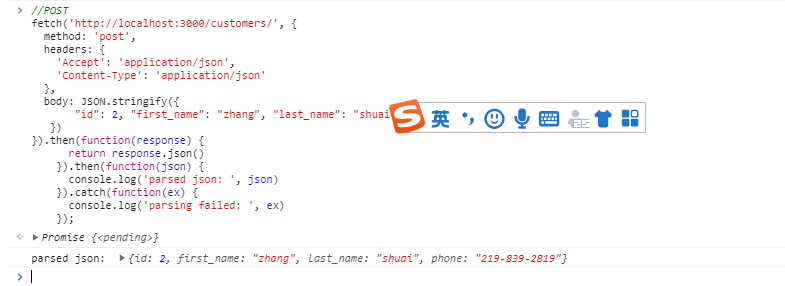 //POST
fetch('http://localhost:3000/customers/', {
method: 'post',
headers: {
'Accept': 'application/json',
'Content-Type': 'application/json'
},
body: JSON.stringify({
"id": 2, "first_name": "zhang", "last_name": "shuai
S 英
})
}).then(function(response) {
return response.json()
}).then(function(json) {
console.log('parsed json: ', json)
}).catch(function(ex) {
console.log('parsing failed: ', ex)
});
Promise {<pending>}
parsed json: {id: 2, first_name: "zhang", last_name: "shuai", phone: "219-839-2819"}